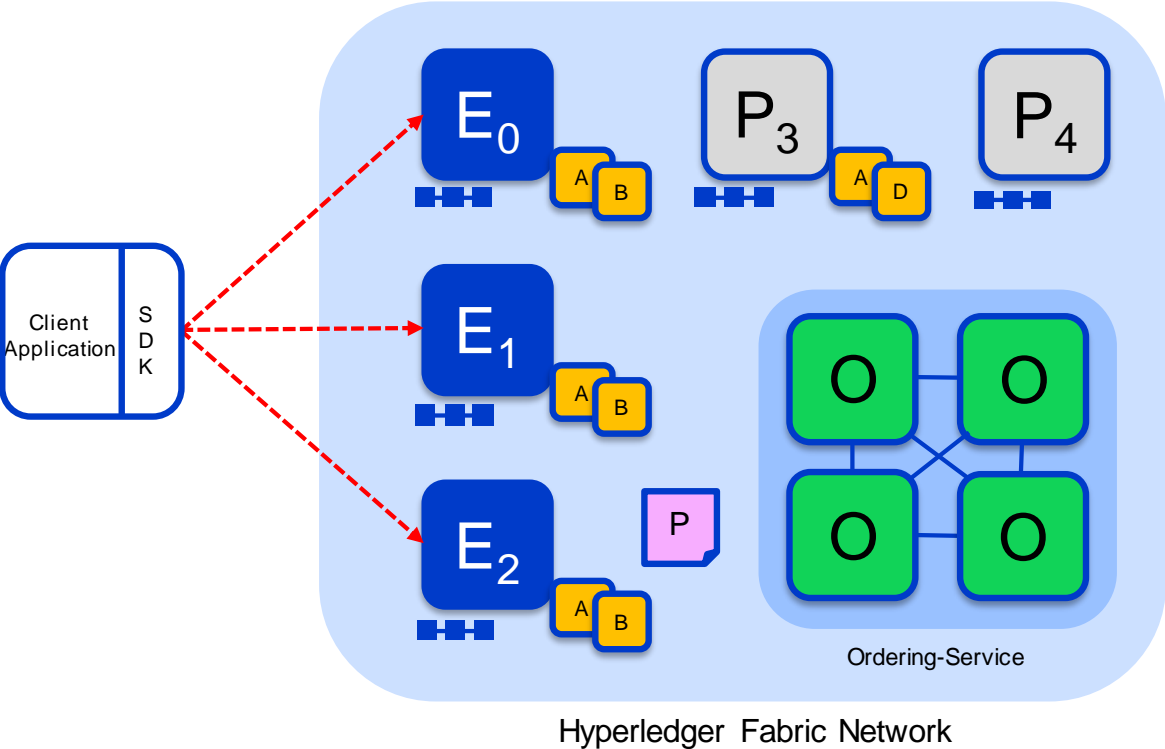 E0
A
B
P3
A
D
P4
Client
Application
S
D
K
E1
A
B
O
O
E2
A
B
P
O
O
Ordering-Service
Hyperledger Fabric Network